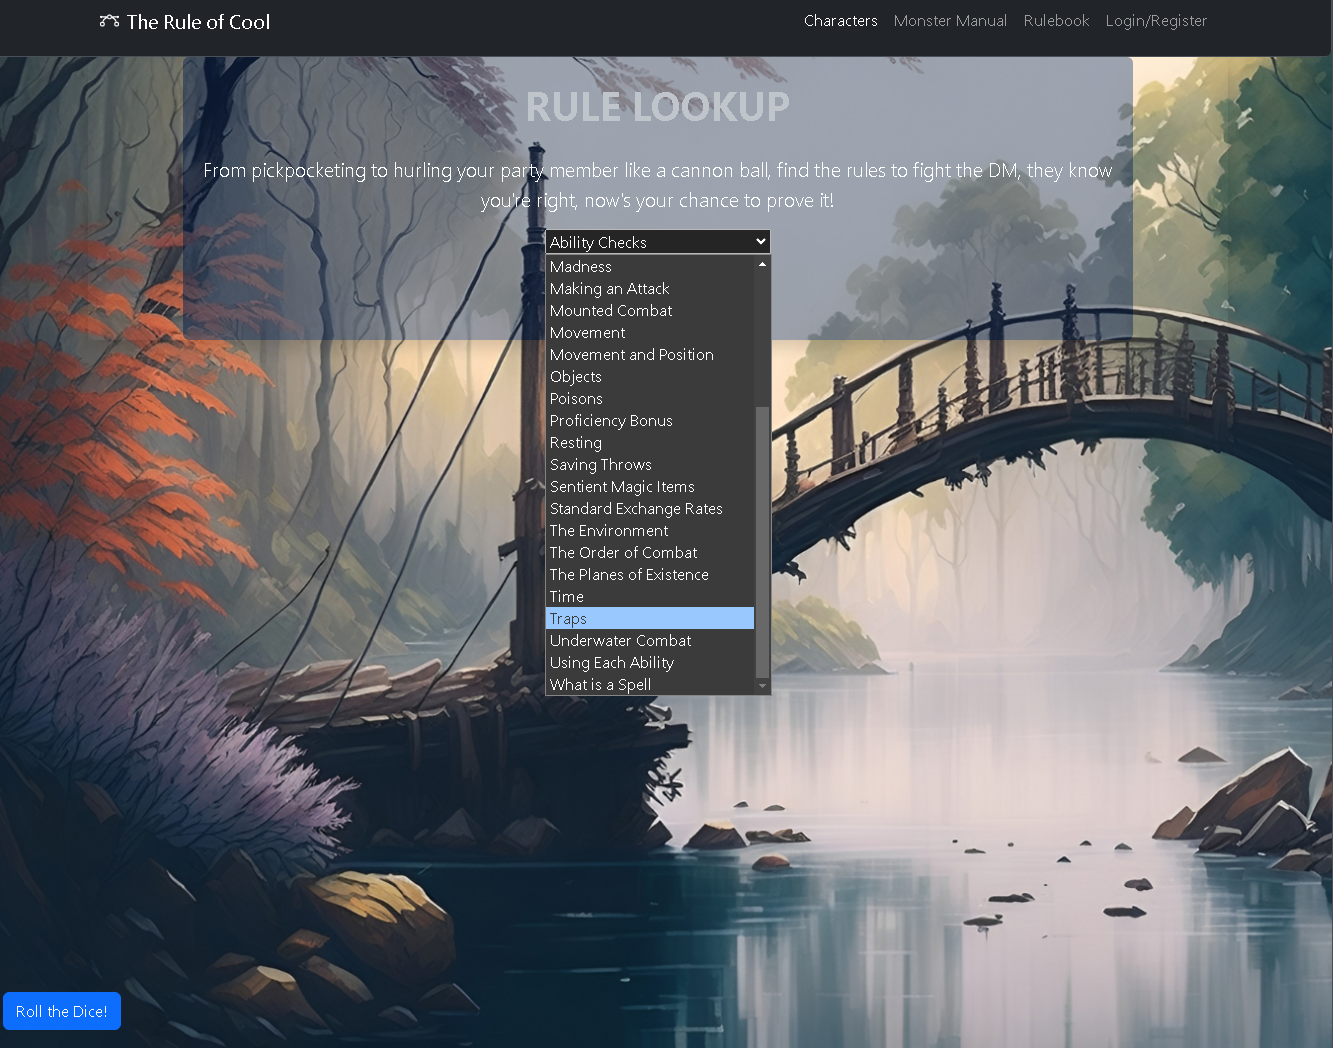 The Rule of Cool
Characters Monster Manual Rulebook Login/Register
RULE LOOKUP
From pickpocketing to hurling your party member like a cannon ball, find the rules to fight the DM, they know
you're right, now's your chance to prove it!
Ability Checks
Madness
Making an Attack
Mounted Combat
Movement
Movement and Position
Objects
Poisons
Proficiency Bonus
Resting
Saving Throws
Sentient Magic Items
Standard Exchange Rates
The Environment
The Order of Combat
The Planes of Existence
Time
Traps
Underwater Combat
Using Each Ability
What is a Spell
Roll the Dice!